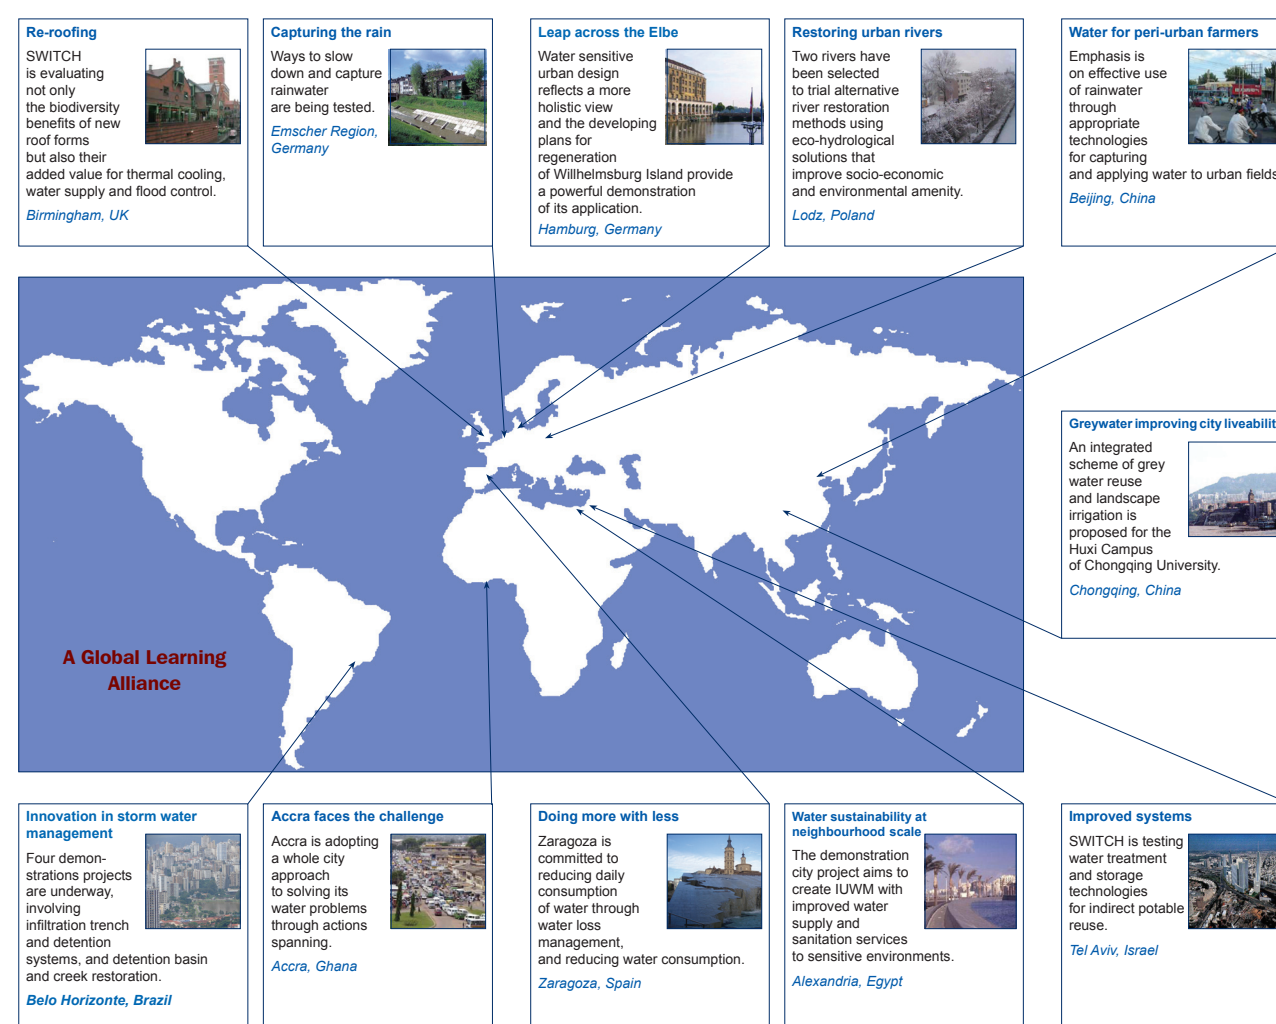 Re-roofing
SWITCH
is evaluating
not only
the biodiversity
benefits of new
roof forms
but also their
added value for thermal cooling,
water supply and flood control.
Birmingham, UK
Capturing the rain
Ways to slow
down and capture
rainwater
are being tested.
Emscher Region,
Germany
Leap across the Elbe
Water sensitive
urban design
reflects a more
holistic view
and the developing
plans for
regeneration
of Willhelmsburg Island provide
a powerful demonstration
of its application.
Hamburg, Germany
Restoring urban rivers
Two rivers have
been selected
to trial alternative
river restoration
methods using
eco-hydrological
solutions that
improve socio-economic
and environmental amenity.
Lodz, Poland
Water for peri-urban farmers
Emphasis is
on effective use
of rainwater
through
appropriate
technologies
for capturing
and applying water to urban fields
Beijing, China
Greywater improving city liveabilit
An integrated
scheme of grey
water reuse
and landscape
irrigation is
proposed for the
Huxi Campus
of Chongqing University.
Chongqing, China
A Global Learning
Alliance
Innovation in storm water
management
Four demon-
strations projects
are underway,
involving
infiltration trench
and detention
systems, and detention basin
and creek restoration.
Belo Horizonte, Brazil
Accra faces the challenge
Accra is adopting
a whole city
approach
to solving its
water problems
through actions
spanning.
Accra, Ghana
Doing more with less
Zaragoza is
committed to
reducing daily
consumption
of water through
water loss
management,
and reducing water consumption.
Zaragoza, Spain
Water sustainability at
neighbourhood scale
The demonstration
city project aims to
create IUWM with
improved water
supply and
sanitation services
to sensitive environments.
Alexandria, Egypt
Improved systems
SWITCH is testing
water treatment
and storage
technologies
for indirect potable
reuse.
Tel Aviv, Israel